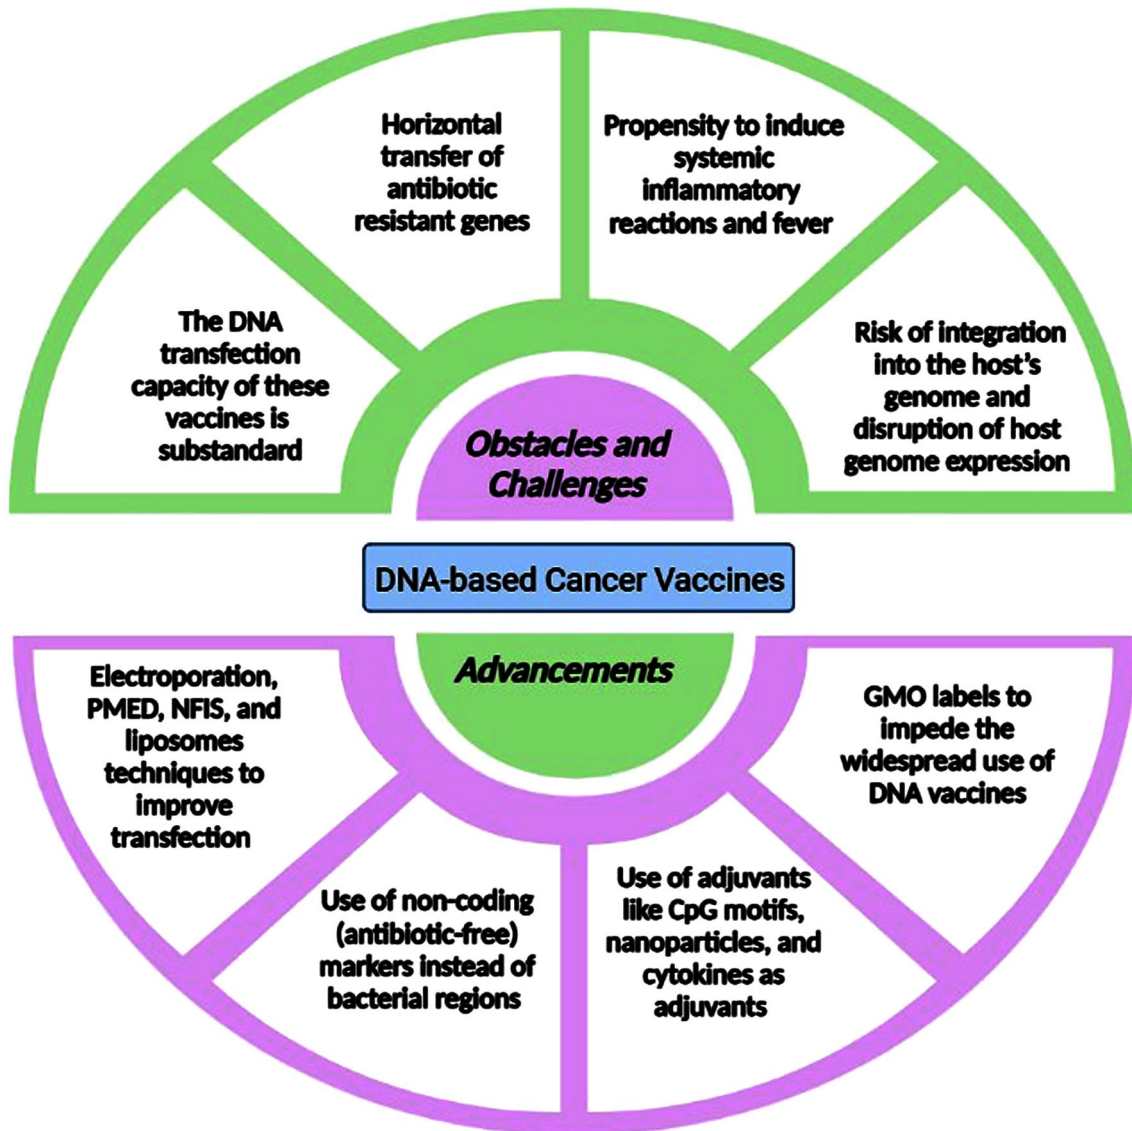 Horizontal
transfer of
antibiotic
resistant genes
Propensity to induce
systemic
inflammatory
reactions and fever
The DNA
transfection
capacity of these
vaccines is
substandard
Risk of integration
into the host's
genome and
disruption of host
genome expression
Obstacles and
Challenges
DNA-based Cancer Vaccines
Advancements
Electroporation,
PMED, NFIS, and
liposomes
techniques to
improve
transfection
Use of non-coding
(antibiotic-free)
markers instead of
bacterial regions
Use of adjuvants
like CpG motifs,
nanoparticles, and
cytokines as
adjuvants
GMO labels to
impede the
widespread use of
DNA vaccines